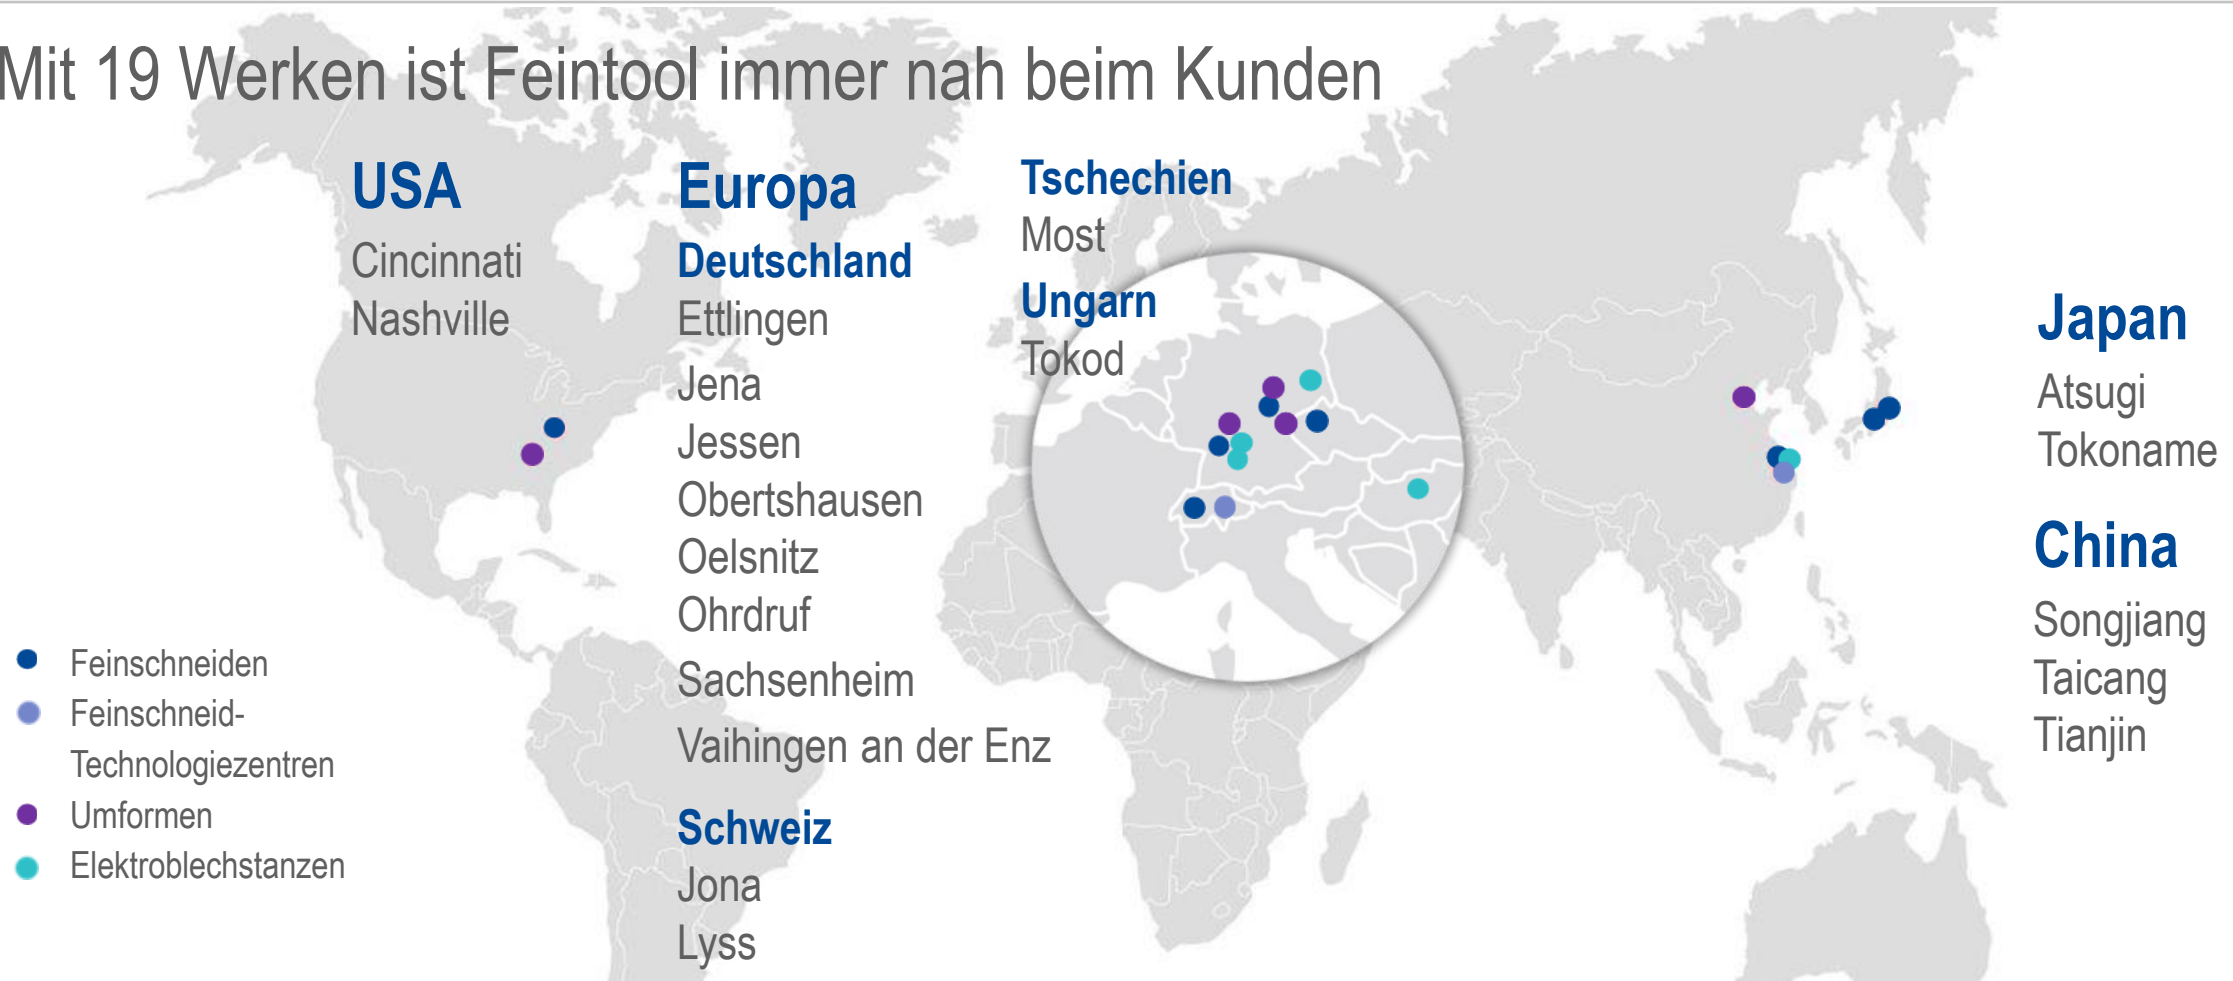 Mit 19 Werken ist Feintool immer nah beim Kunden
USA
Cincinnati
Nashville
Europa
Deutschland
Ettlingen
Jena
Jessen
Obertshausen
Oelsnitz
Ohrdruf
Sachsenheim
Vaihingen an der Enz
Schweiz
Jona
Lyss
Tschechien
Most
Ungarn
Tokod
Japan
Atsugi
Tokoname
China
Songjiang
Taicang
Tianjin
Feinschneiden
Feinschneid-
Technologiezentren
Umformen
Elektroblechstanzen